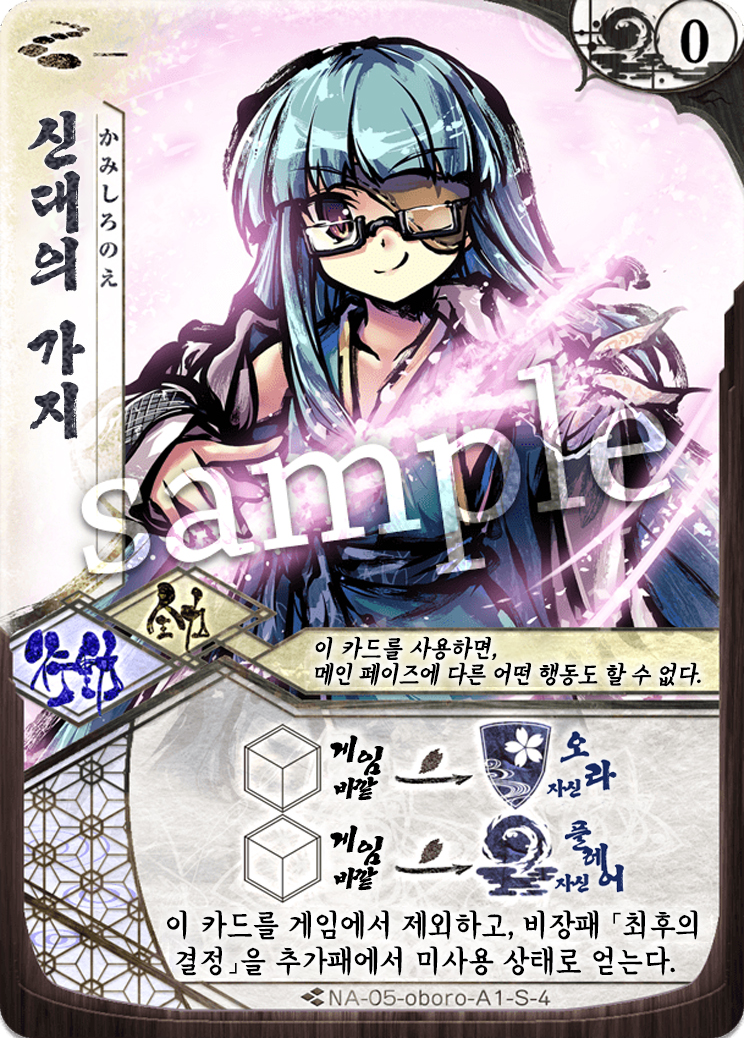 0
신대의 가지
かみしろのえ
sample
全力
行動
이 카드를 사용하면,
메인 페이즈에 다른 어떤 행동도 할 수 없다.
게임 바깥 자신 오라
게임 바깥 자신 플레어
이 카드를 게임에서 제외하고, 비장패 「최후의
결정」을 추가패에서 미사용 상태로 얻는다.
NA-05-oboro-A1-S-4